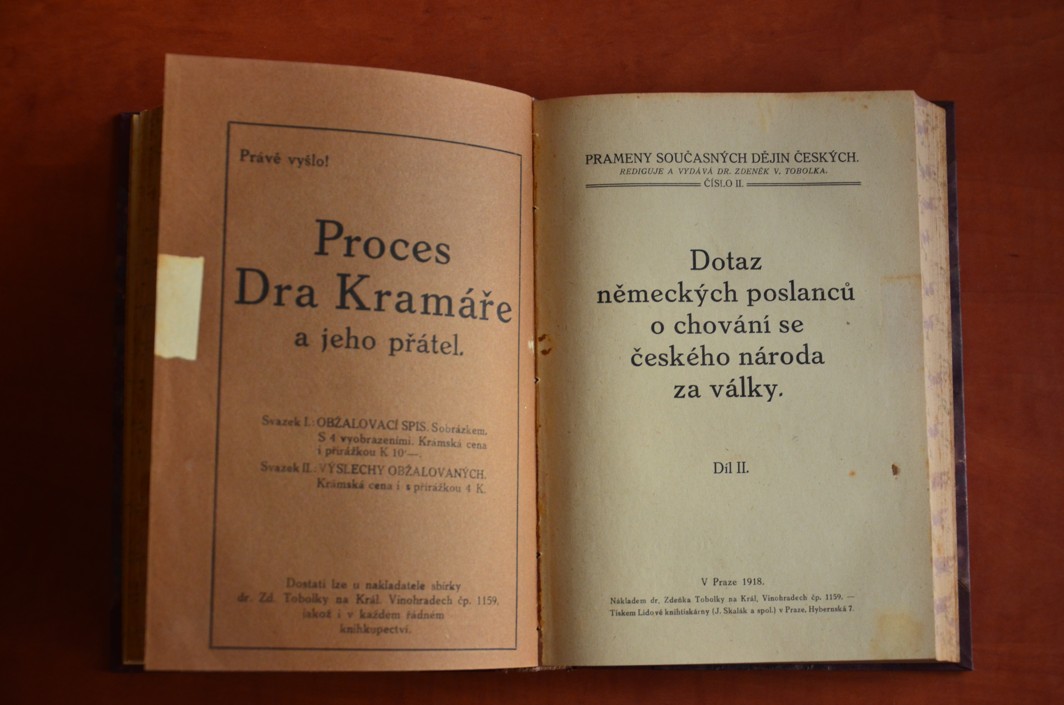 Právě vyšlo!
Proces
Dra Kramáře
a jeho přátel.
Svazek I.: OBŽALOVACÍ SPIS. S obrázkem.
S 4 vyobrazeními. Krámská cena
i přirážkou K 10·—.
Svazek II.: VÝSLECHY OBŽALOVANÝCH.
Krámská cena i s přirážkou 4 K.
Dostati lze u nakladatele sbírky
dr. Zd. Tobolky na Král. Vinohradech čp. 1159,
jakož i v každém řádném
knihkupectví.
PRAMENY SOUČASNÝCH DĚJIN ČESKÝCH.
REDIGUJE A VYDÁVÁ DR. ZDENĚK V. TOBOLKA.
ČÍSLO II.
Dotaz
německých poslanců
o chování se
českého národa
za války.
Díl II.
V Praze 1918.
Nákladem dr. Zdeňka Tobolky na Král. Vinohradech čp. 1159. —
Tiskem Lidové knihtiskárny (J. Skalák a spol.) v Praze, Hybernská 7.